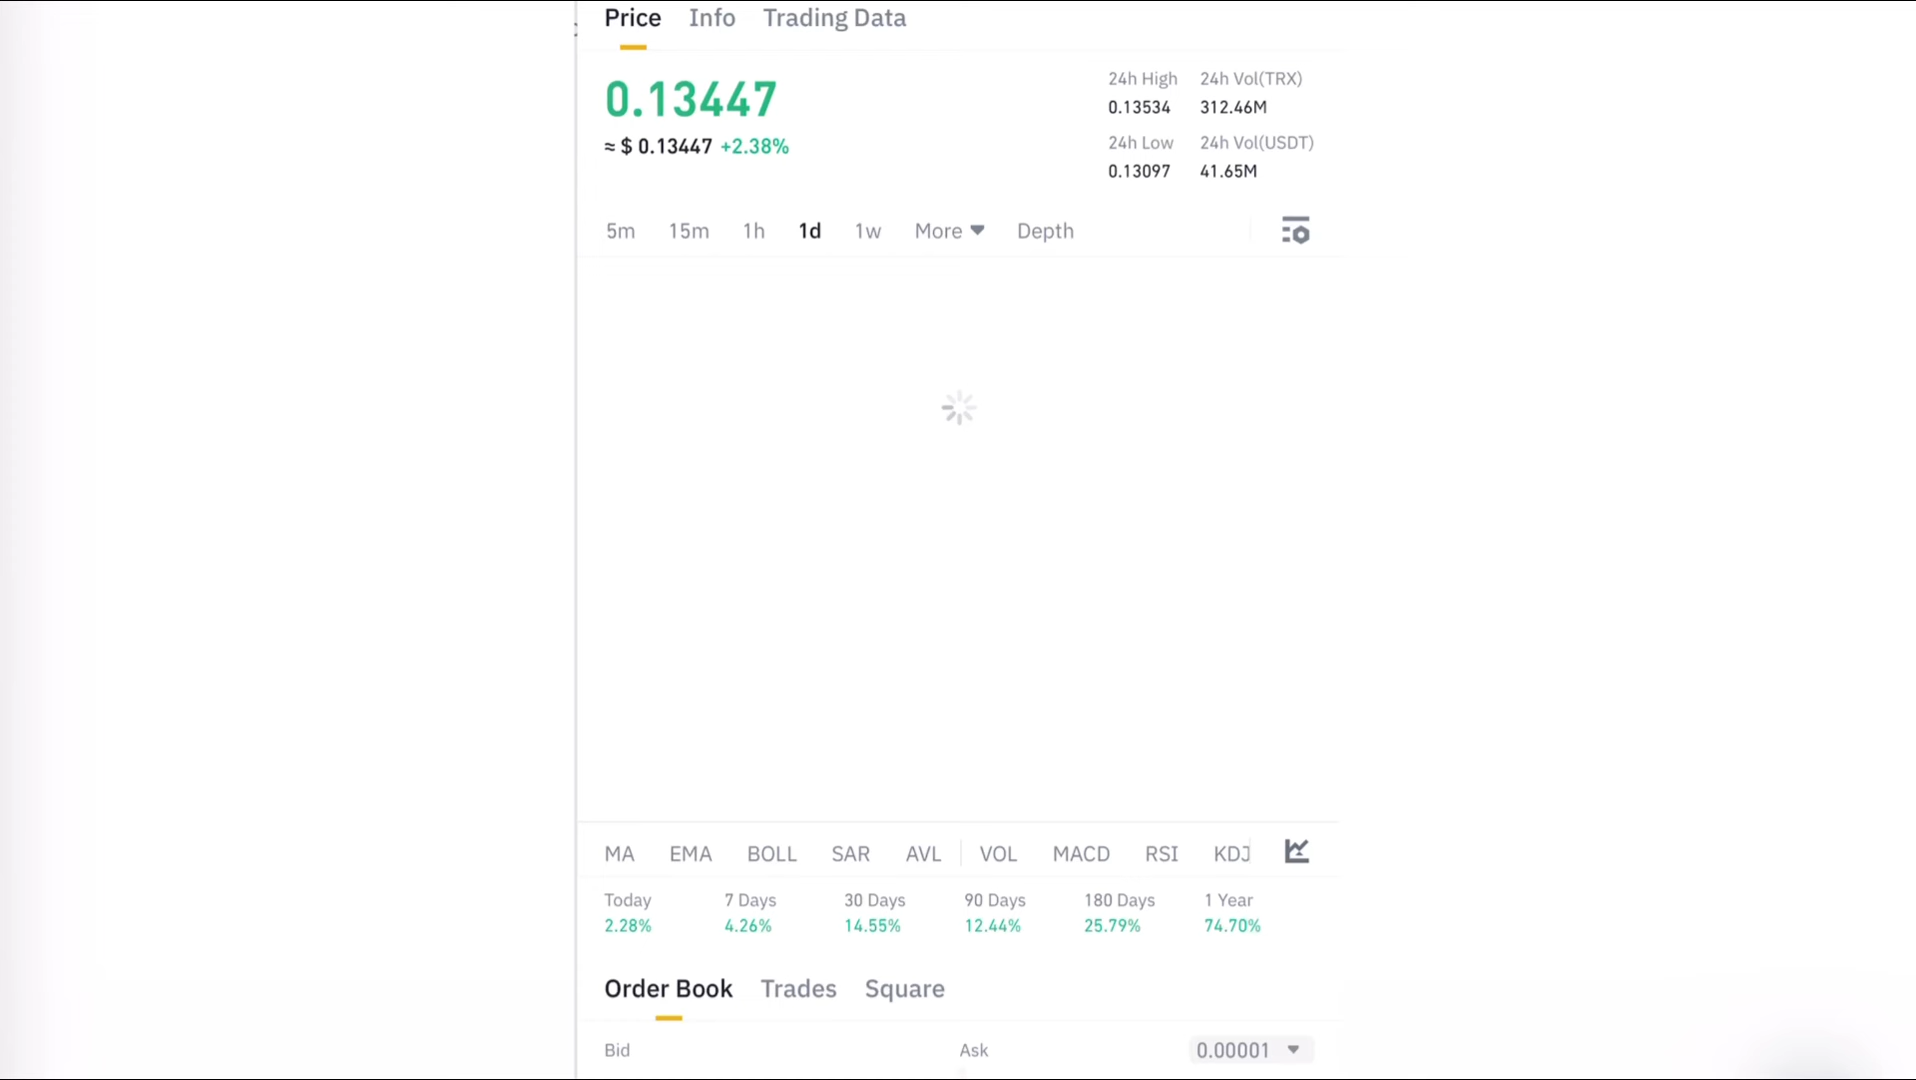 Price Info Trading Data
0.13447
≈ $ 0.13447 +2.38%
24h High 24h Vol(TRX)
0.13534 312.46M
24h Low 24h Vol(USDT)
0.13097 41.65M
5m 15m 1h 1d 1w More Depth
MA EMA BOLL SAR AVL VOL MACD RSI KDJ
Today 7 Days 30 Days 90 Days 180 Days 1 Year
2.28% 4.26% 14.55% 12.44% 25.79% 74.70%
Order Book Trades Square
Bid Ask 0.00001